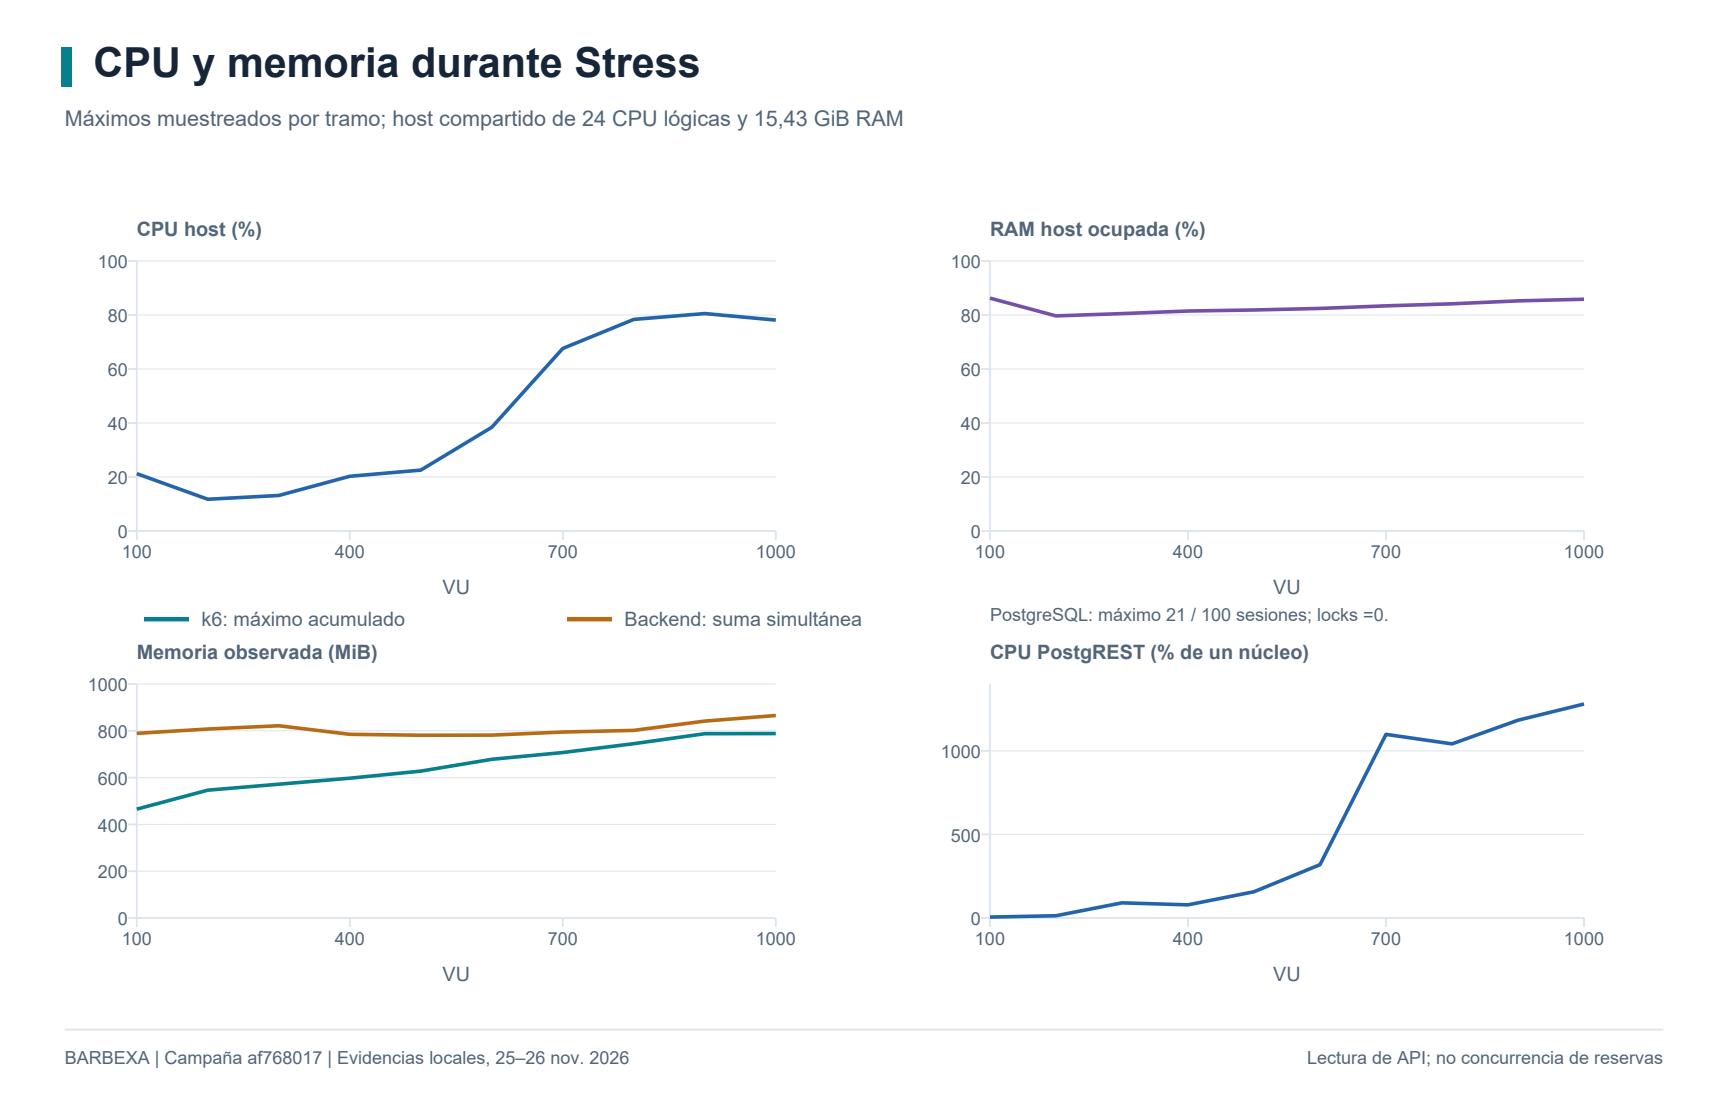 CPU y memoria durante Stress
Máximos muestreados por tramo; host compartido de 24 CPU lógicas y 15,43 GiB RAM
CPU host (%)
100
80
60
40
20
0
100 400 700 1000
VU
RAM host ocupada (%)
100
80
60
40
20
0
100 400 700 1000
VU
k6: máximo acumulado
Backend: suma simultánea
Memoria observada (MiB)
1000
800
600
400
200
0
100 400 700 1000
VU
PostgreSQL: máximo 21 / 100 sesiones; locks =0.
CPU PostgREST (% de un núcleo)
1000
500
0
100 400 700 1000
VU
BARBEXA | Campaña af768017 | Evidencias locales, 25–26 nov. 2026
Lectura de API; no concurrencia de reservas